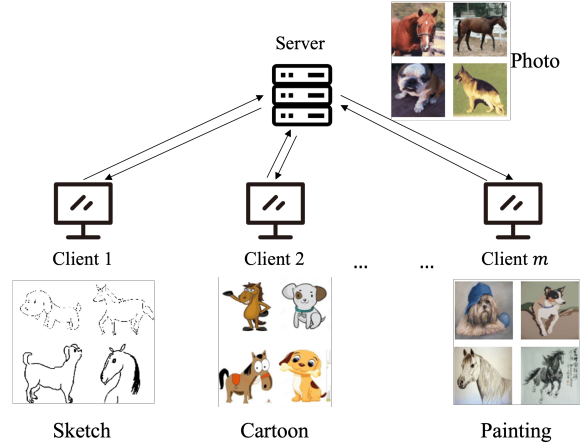 Server
Photo
Client 1
Client 2
... ...
Client m
Sketch
Cartoon
Painting